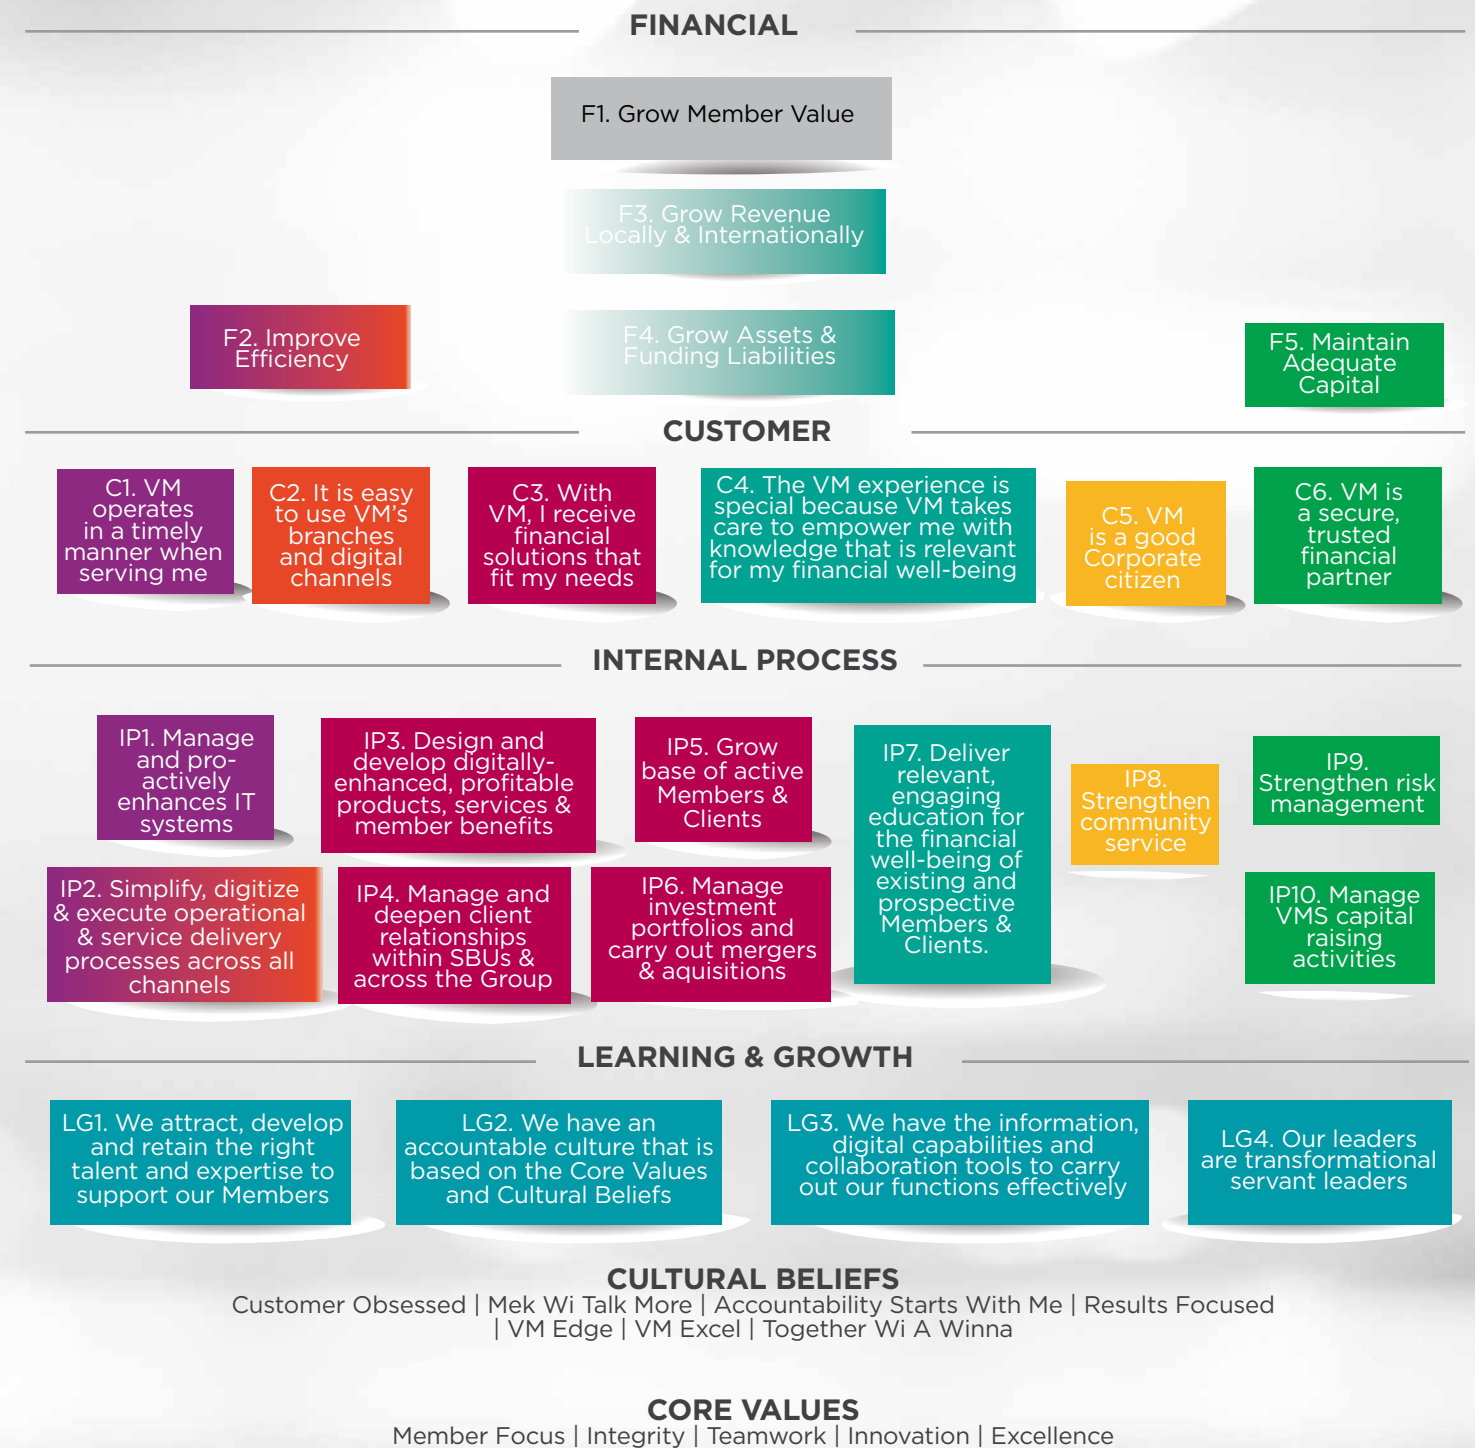 FINANCIAL
F1. Grow Member Value
F3. Grow Revenue
Locally & Internationally
F2. Improve
Efficiency
F4. Grow Assets &
Funding Liabilities
F5. Maintain
Adequate
Capital
CUSTOMER
C1. VM
operates
in a timely
manner when
serving me
C2. It is easy
to use VM's
branches
and digital
channels
C3. With
VM, I receive
financial
solutions that
fit my needs
C4. The VM experience is
special because VM takes
care to empower me with
knowledge that is relevant
for my financial well-being
C5. VM
is a good
Corporate
citizen
C6. VM is
a secure,
trusted
financial
partner
INTERNAL PROCESS
IP1. Manage
and pro-
actively
enhances IT
systems
IP3. Design and
develop digitally-
enhanced, profitable
products, services &
member benefits
IP5. Grow
base of active
Members &
Clients
IP7. Deliver
relevant,
engaging
education for
the financial
well-being of
existing and
prospective
Members &
Clients.
IP8.
Strengthen
community
service
IP9.
Strengthen risk
management
IP2. Simplify, digitize
& execute operational
& service delivery
processes across all
channels
IP4. Manage and
deepen client
relationships
within SBUs &
across the Group
IP6. Manage
investment
portfolios and
carry out mergers
& aquisitions
IP10. Manage
VMS capital
raising
activities
LEARNING & GROWTH
LG1. We attract, develop
and retain the right
talent and expertise to
support our Members
LG2. We have an
accountable culture that is
based on the Core Values
and Cultural Beliefs
LG3. We have the information,
digital capabilities and
collaboration tools to carry
out our functions effectively
LG4. Our leaders
are transformational
servant leaders
CULTURAL BELIEFS
Customer Obsessed | Mek Wi Talk More | Accountability Starts With Me | Results Focused
| VM Edge | VM Excel | Together Wi A Winna
CORE VALUES
Member Focus | Integrity | Teamwork | Innovation | Excellence